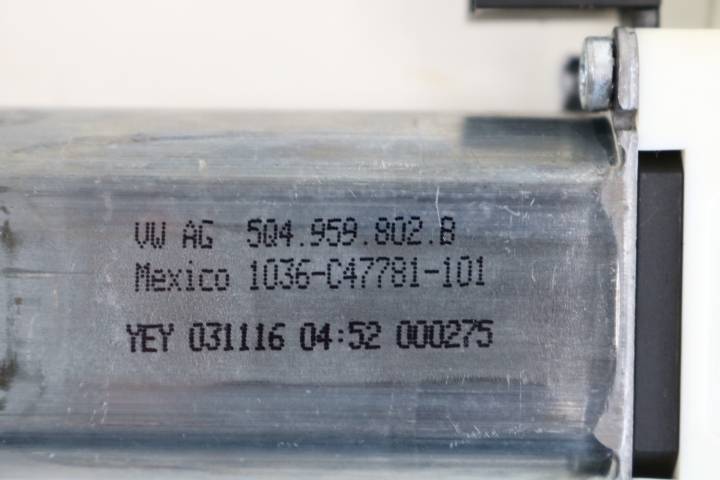 VW AG 5Q4.959.802.B
Mexico 1036-C47781-101
YEY 031116 04:52 000275